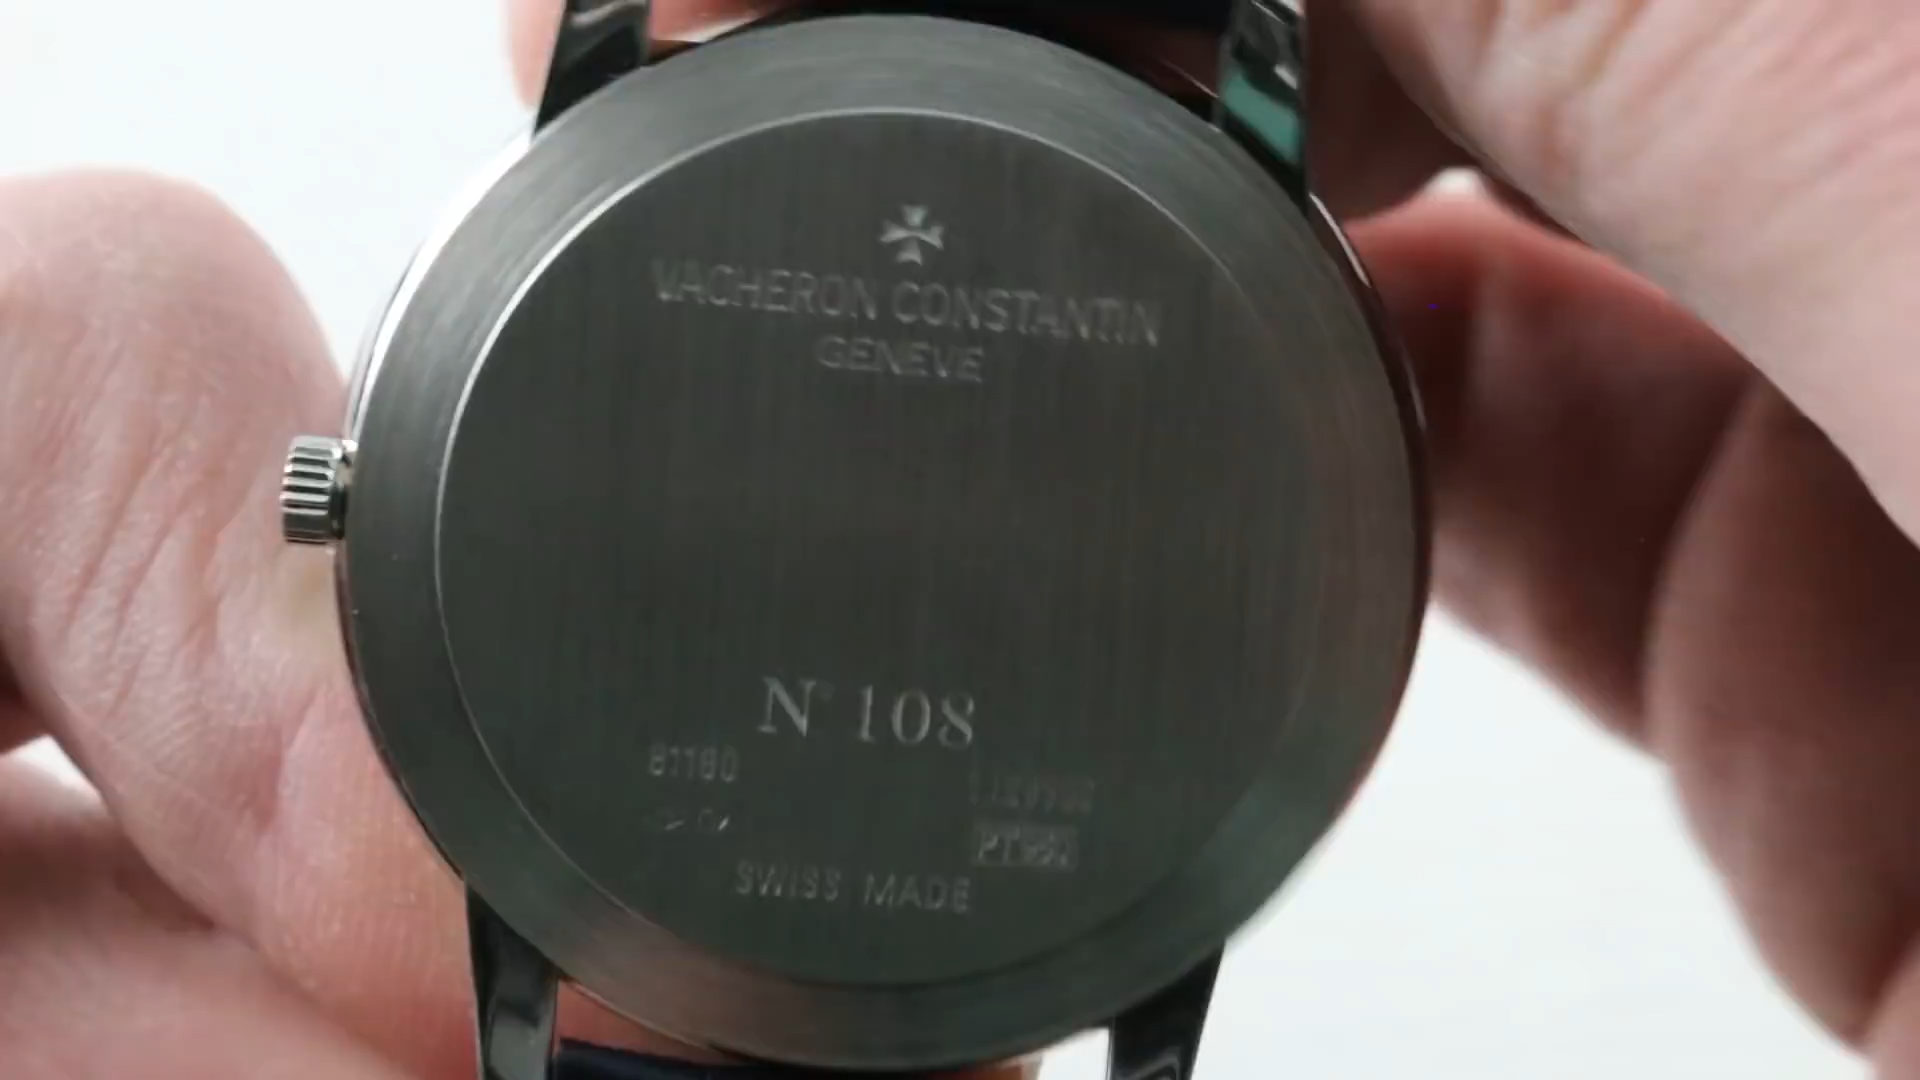 VACHERON CONSTANTIN
GENEVE
N° 108
81180
SWISS MADE